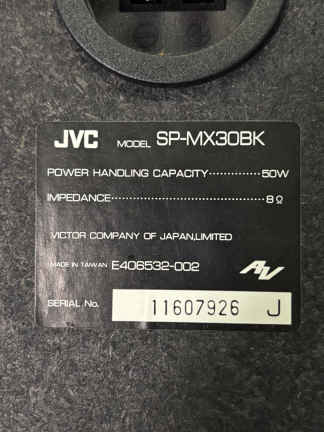 JVC MODEL SP-MX30BK
POWER HANDLING CAPACITY··············50W
IMPEDANCE·······································8Ω
VICTOR COMPANY OF JAPAN,LIMITED
MADE IN TAIWAN E406532-002
AV
SERIAL No. 11607926 J